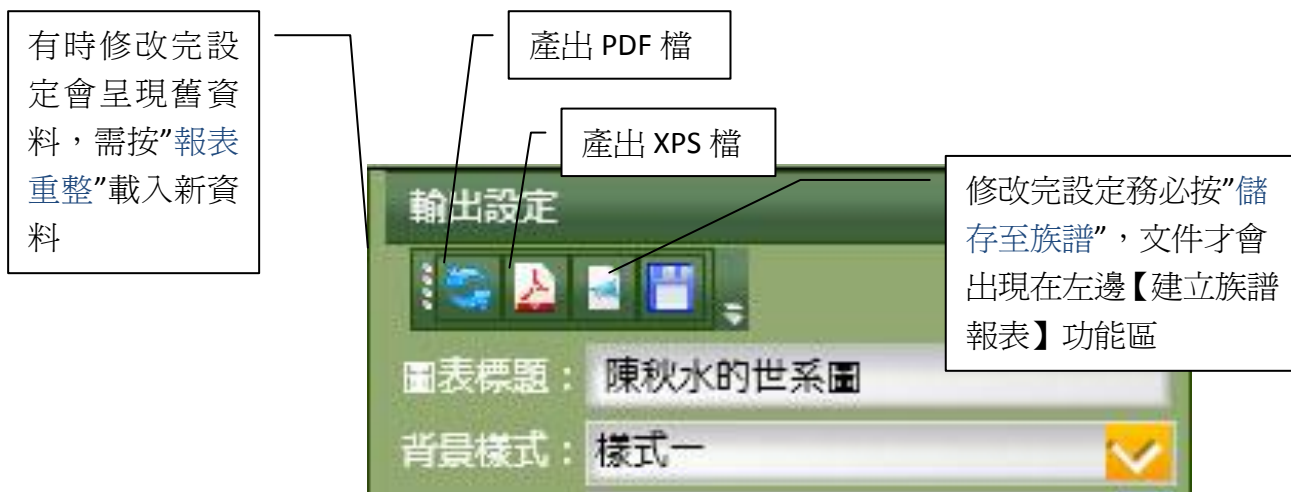 有時修改完設
定會呈現舊資
料，需按”報表
重整”載入新資
料
產出 PDF 檔
產出 XPS 檔
修改完設定務必按”儲
存至族譜”，文件才會
出現在左邊【建立族譜
報表】功能區
輸出設定
圖表標題：陳秋水的世系圖
背景樣式：樣式一